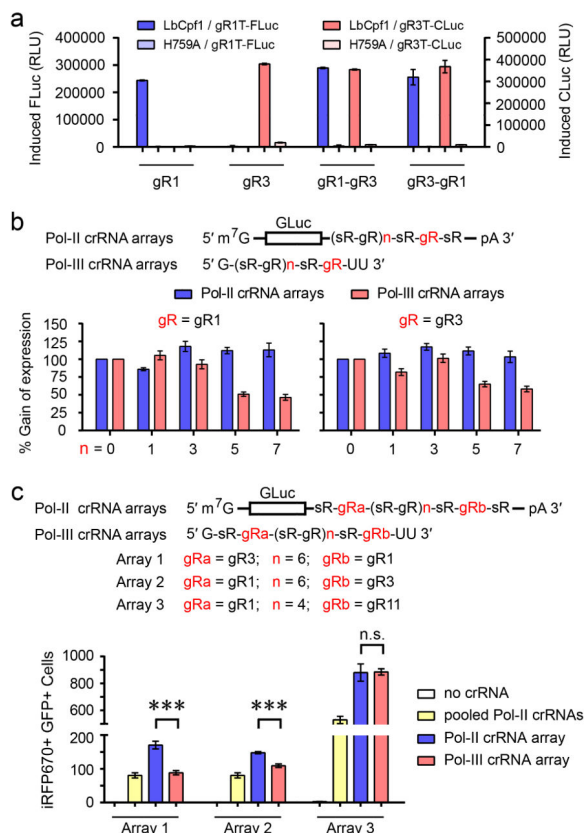 a
LbCpf1 / gR1T-FLuc
LbCpf1 / gR3T-CLuc
H759A / gR1T-FLuc
H759A / gR3T-CLuc
Induced FLuc (RLU)
400000
300000
200000
100000
0
500000
400000
300000
200000
100000
0
Induced CLuc (RLU)
gR1
gR3
gR1-gR3
gR3-gR1
b
Pol-II crRNA arrays 5′ m7G GLuc (sR-gR)n-sR-gR-sR pA 3′
Pol-III crRNA arrays 5′ G-(sR-gR)n-sR-gR-UU 3′
Pol-II crRNA arrays
Pol-III crRNA arrays
% Gain of expression
gR = gR1
gR = gR3
125
100
75
50
25
0
n = 0 1 3 5 7
0 1 3 5 7
c
Pol-II crRNA arrays 5′ m7G GLuc sR-gRa-(sR-gR)n-sR-gRb-sR pA 3′
Pol-III crRNA arrays 5′ G-sR-gRa-(sR-gR)n-sR-gRb-UU 3′
Array 1 gRa = gR3; n = 6; gRb = gR1
Array 2 gRa = gR1; n = 6; gRb = gR3
Array 3 gRa = gR1; n = 4; gRb = gR11
iRFP670+ GFP+ Cells
1000
800
600
200
100
0
***
***
n.s.
no crRNA
pooled Pol-II crRNAs
Pol-II crRNA array
Pol-III crRNA array
Array 1
Array 2
Array 3